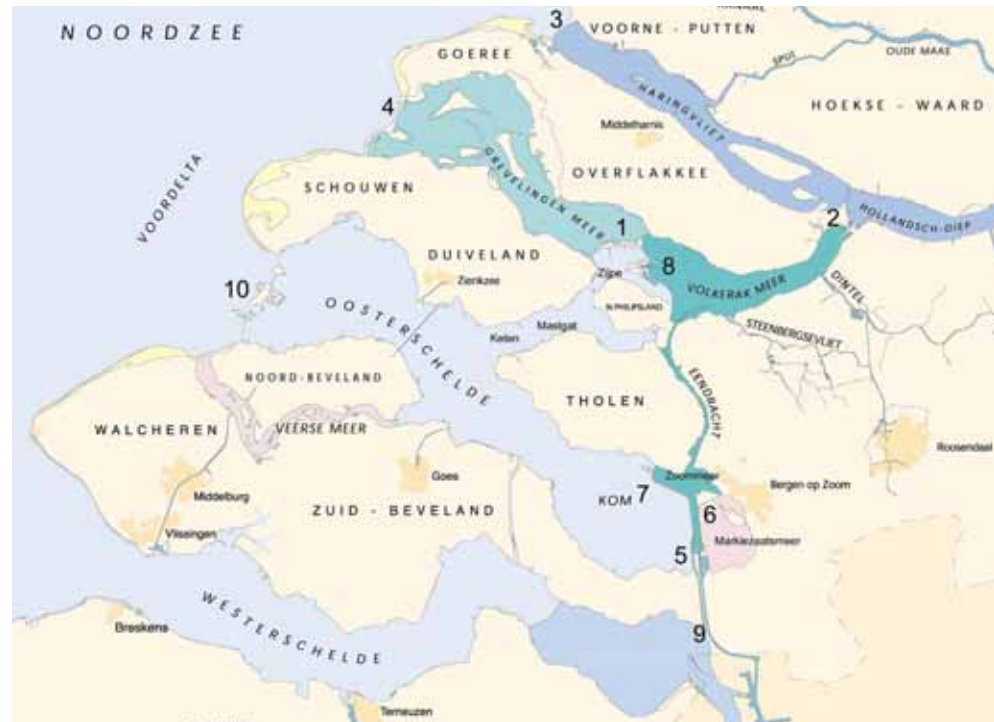 NOORDZEE
3
VOORNE - PUTTEN
GOEREE
SPUI
OUDE MAAS
4
HARINGVLIET
HOEKSE - WAARD
Middelharnis
GREVELINGEN MEER
OVERFLAKKEE
VOORDELTA
SCHOUWEN
1
2
HOLLANDSCH-DIEP
DUIVELAND
Zijpe
8
VOLKERAK MEER
DINTEL
Zierikzee
10
OOSTERSCHELDE
N PHILIPSLAND
Keten
Mastgat
STEENBERGSEVLIET
NOORD-BEVELAND
EENDRACHT
THOLEN
WALCHEREN
VEERSE MEER
Roosendaal
Goes
Zoommeer
Bergen op Zoom
Middelburg
KOM
7
ZUID - BEVELAND
6
Vlissingen
Markiezaatsmeer
5
WESTERSCHELDE
9
Breskens
Terneuzen